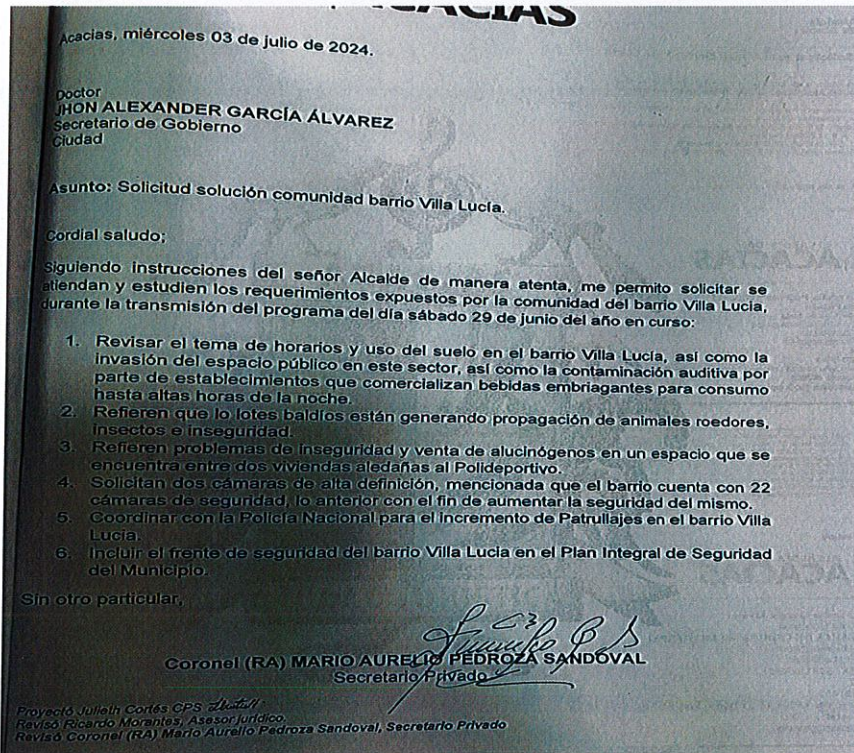 ACACIAS
Acacias, miércoles 03 de julio de 2024.
Doctor
JHON ALEXANDER GARCÍA ÁLVAREZ
Secretario de Gobierno
Ciudad
Asunto: Solicitud solución comunidad barrio Villa Lucía.
Cordial saludo;
Siguiendo instrucciones del señor Alcalde de manera atenta, me permito solicitar se
atiendan y estudien los requerimientos expuestos por la comunidad del barrio Villa Lucia,
durante la transmisión del programa del día sábado 29 de junio del año en curso:
1. Revisar el tema de horarios y uso del suelo en el barrio Villa Lucía, así como la
invasión del espacio público en este sector, así como la contaminación auditiva por
parte de establecimientos que comercializan bebidas embriagantes para consumo
hasta altas horas de la noche.
2. Refieren que lo lotes baldíos están generando propagación de animales roedores,
insectos e inseguridad.
3. Refieren problemas de inseguridad y venta de alucinógenos en un espacio que se
encuentra entre dos viviendas aledañas al Polideportivo.
4. Solicitan dos cámaras de alta definición, mencionada que el barrio cuenta con 22
cámaras de seguridad, lo anterior con el fin de aumentar la seguridad del mismo.
5. Coordinar con la Policía Nacional para el incremento de Patrullajes en el barrio Villa
Lucia.
6. Incluir el frente de seguridad del barrio Villa Lucia en el Plan Integral de Seguridad
del Municipio.
Sin otro particular,
Coronel (RA) MARIO AURELIO PEDROZA SANDOVAL
Secretario Privado
Proyectó Julieth Cortés CPS
Revisó Ricardo Morantes, Asesor jurídico.
Revisó Coronel (RA) Mario Aurelio Pedroza Sandoval, Secretario Privado